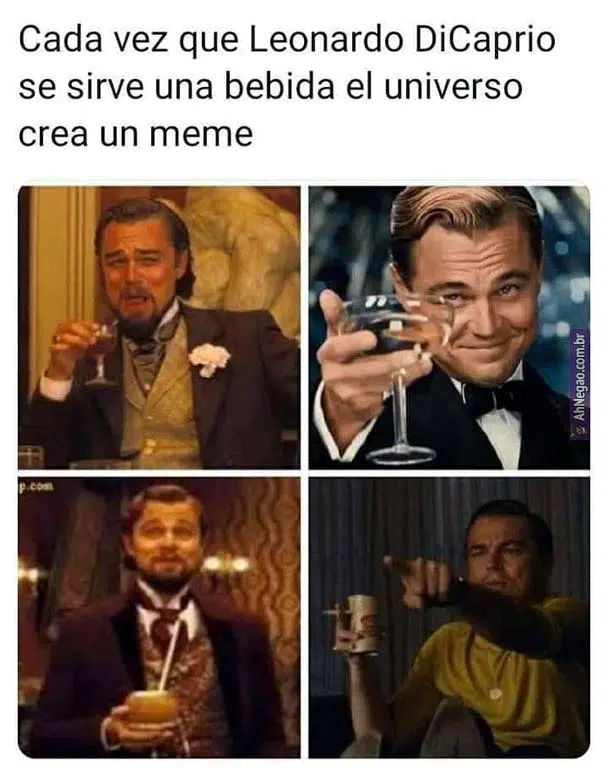 Cada vez que Leonardo DiCaprio
se sirve una bebida el universo
crea un meme
AhNegao.com.br
p.com